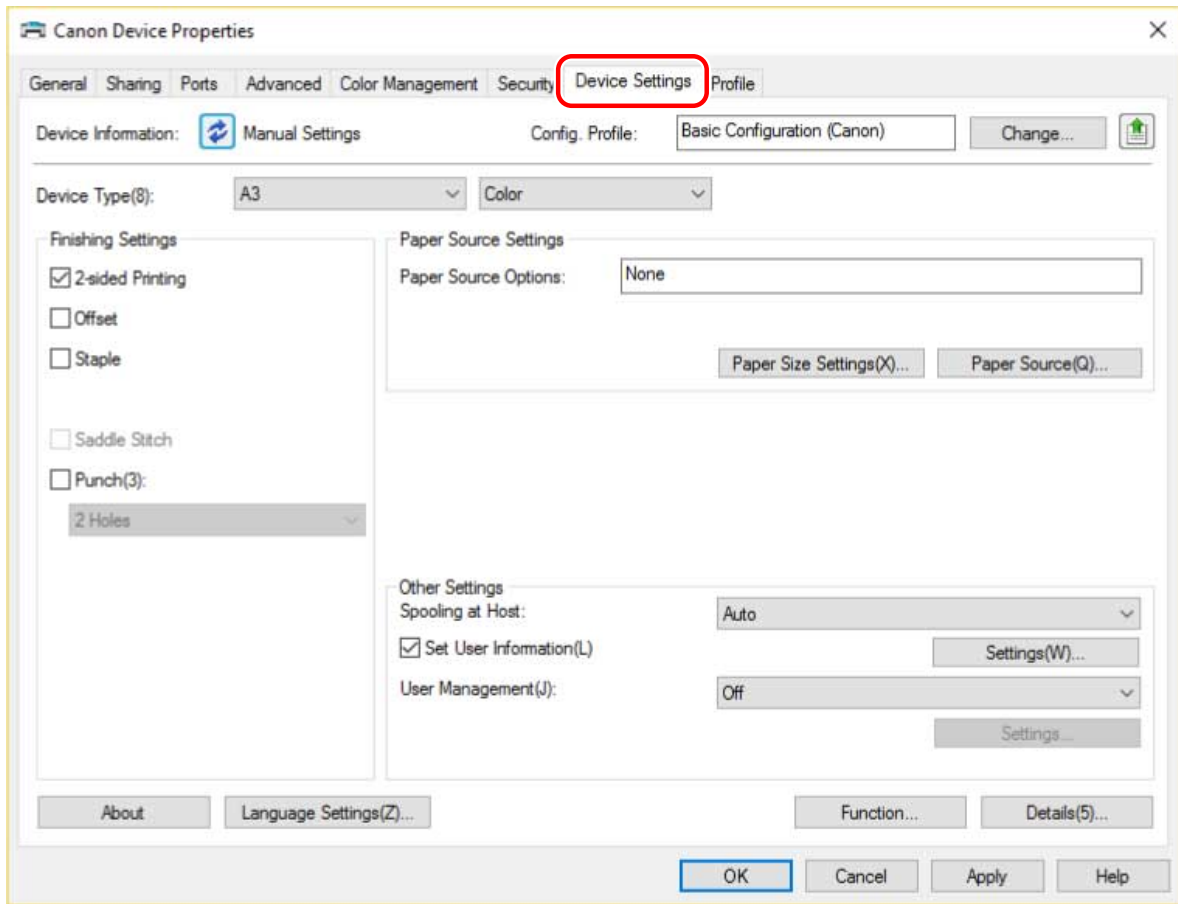 Canon Device Properties
General Sharing Ports Advanced Color Management Security Device Settings Profile
Device Information: Manual Settings Config. Profile: Basic Configuration (Canon) Change...
Device Type(8): A3 Color
Finishing Settings
2-sided Printing
Offset
Staple
Saddle Stitch
Punch(3):
2 Holes
Paper Source Settings
Paper Source Options: None
Paper Size Settings(X)... Paper Source(Q)...
Other Settings
Spooling at Host: Auto
Set User Information(L) Settings(W)...
User Management(J): Off
Settings...
About Language Settings(Z)... Function... Details(5)...
OK Cancel Apply Help